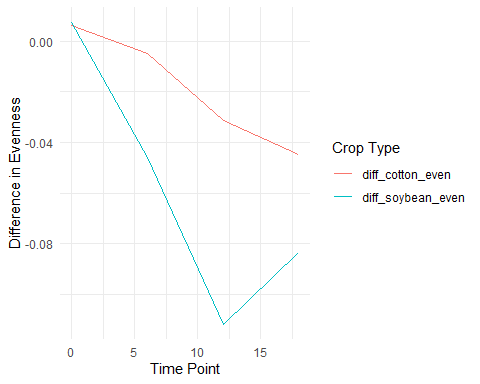 0.00
-0.04
-0.08
Difference in Evenness
0
5
10
15
Time Point
Crop Type
diff_cotton_even
diff_soybean_even